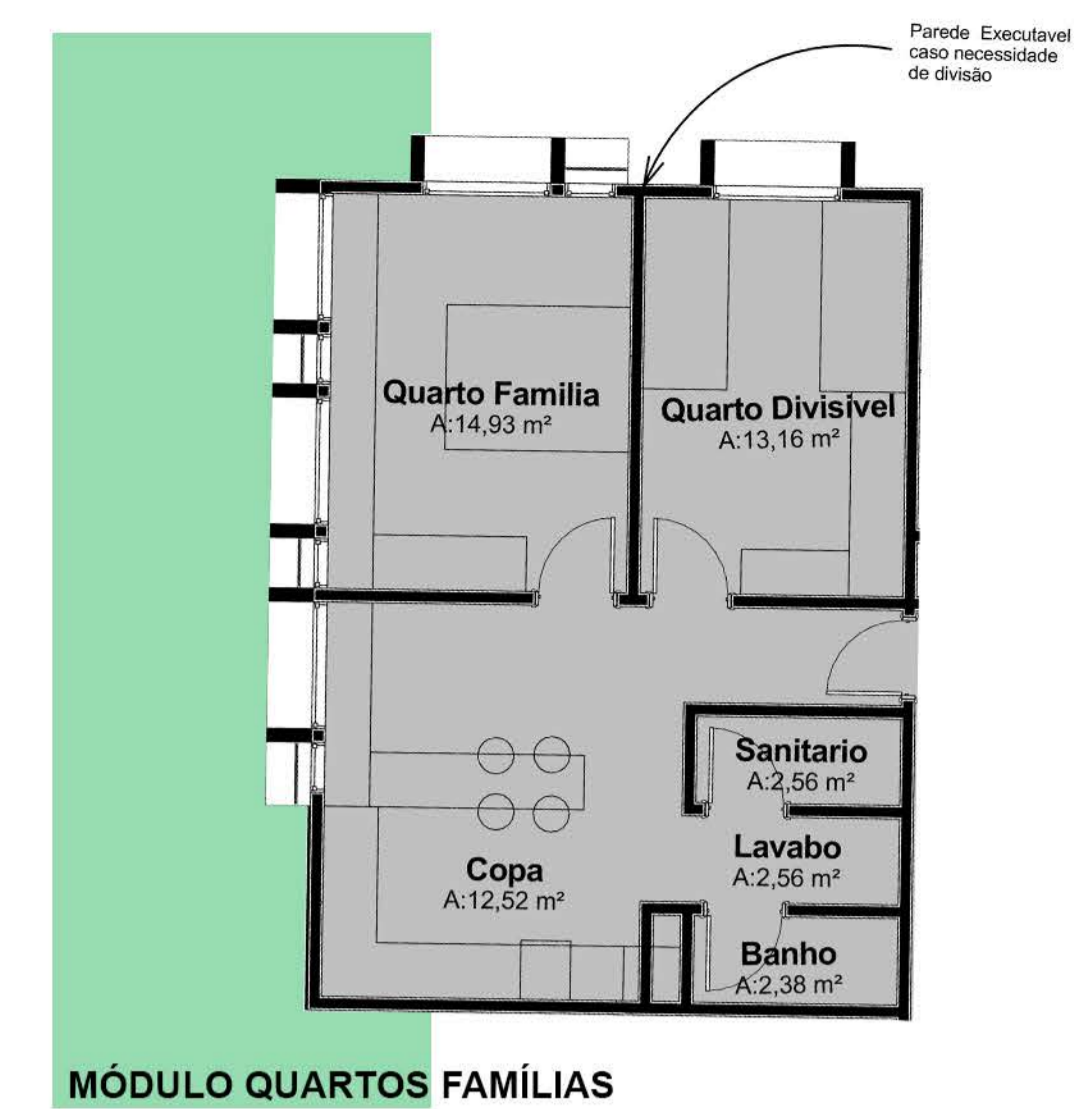 Parede Executavel
caso necessidade
de divisão
Quarto Familia
A:14,93 m²
Quarto Divisivel
A:13,16 m²
Sanitario
A:2,56 m²
Lavabo
A:2,56 m²
Copa
A:12,52 m²
Banho
A:2,38 m²
MÓDULO QUARTOS FAMÍLIAS